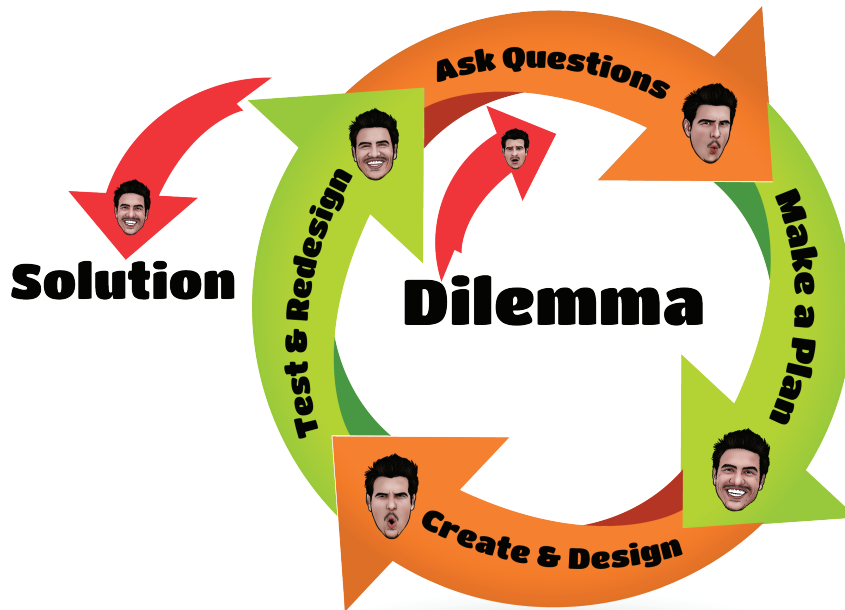 Ask Questions
Make a Plan
Create & Design
Test & Redesign
Dilemma
Solution